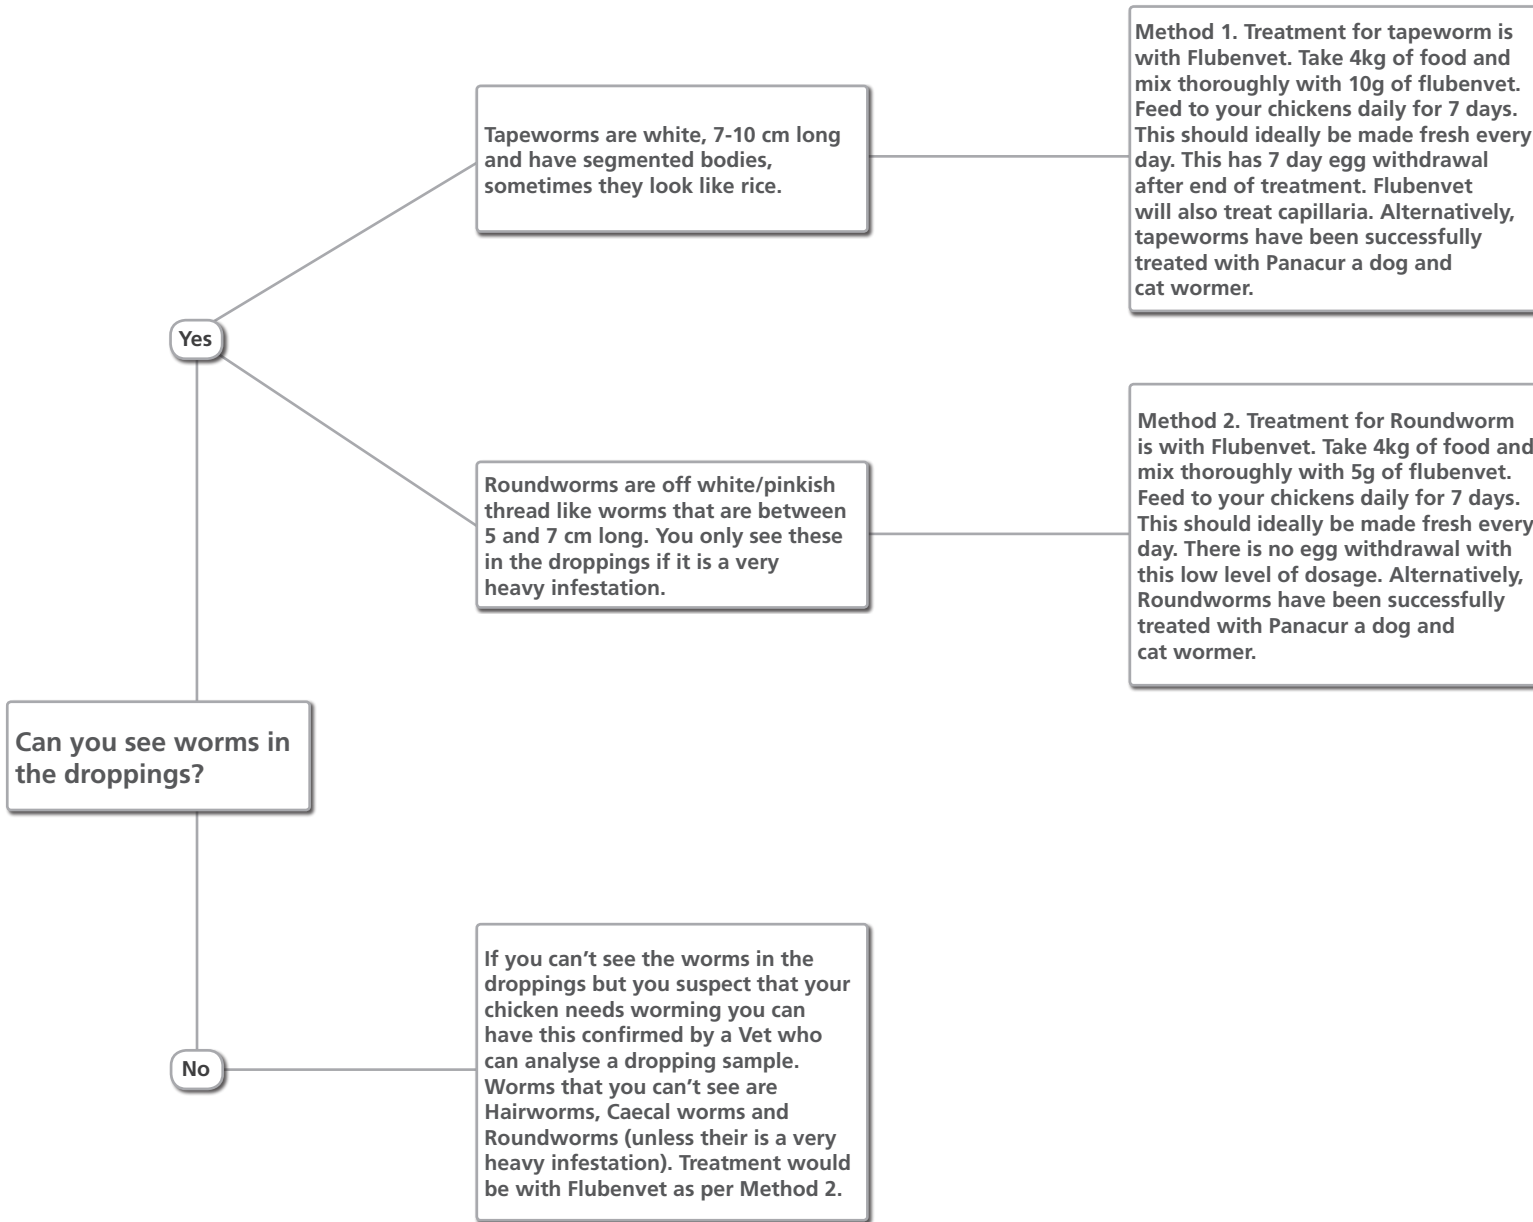 Method 1. Treatment for tapeworm is
with Flubenvet. Take 4kg of food and
mix thoroughly with 10g of flubenvet.
Feed to your chickens daily for 7 days.
This should ideally be made fresh every
day. This has 7 day egg withdrawal
after end of treatment. Flubenvet
will also treat capillaria. Alternatively,
tapeworms have been successfully
treated with Panacur a dog and
cat wormer.
Tapeworms are white, 7-10 cm long
and have segmented bodies,
sometimes they look like rice.
Yes
Method 2. Treatment for Roundworm
is with Flubenvet. Take 4kg of food and
mix thoroughly with 5g of flubenvet.
Feed to your chickens daily for 7 days.
This should ideally be made fresh every
day. There is no egg withdrawal with
this low level of dosage. Alternatively,
Roundworms have been successfully
treated with Panacur a dog and
cat wormer.
Roundworms are off white/pinkish
thread like worms that are between
5 and 7 cm long. You only see these
in the droppings if it is a very
heavy infestation.
Can you see worms in
the droppings?
If you can’t see the worms in the
droppings but you suspect that your
chicken needs worming you can
have this confirmed by a Vet who
can analyse a dropping sample.
Worms that you can’t see are
Hairworms, Caecal worms and
Roundworms (unless their is a very
heavy infestation). Treatment would
be with Flubenvet as per Method 2.
No